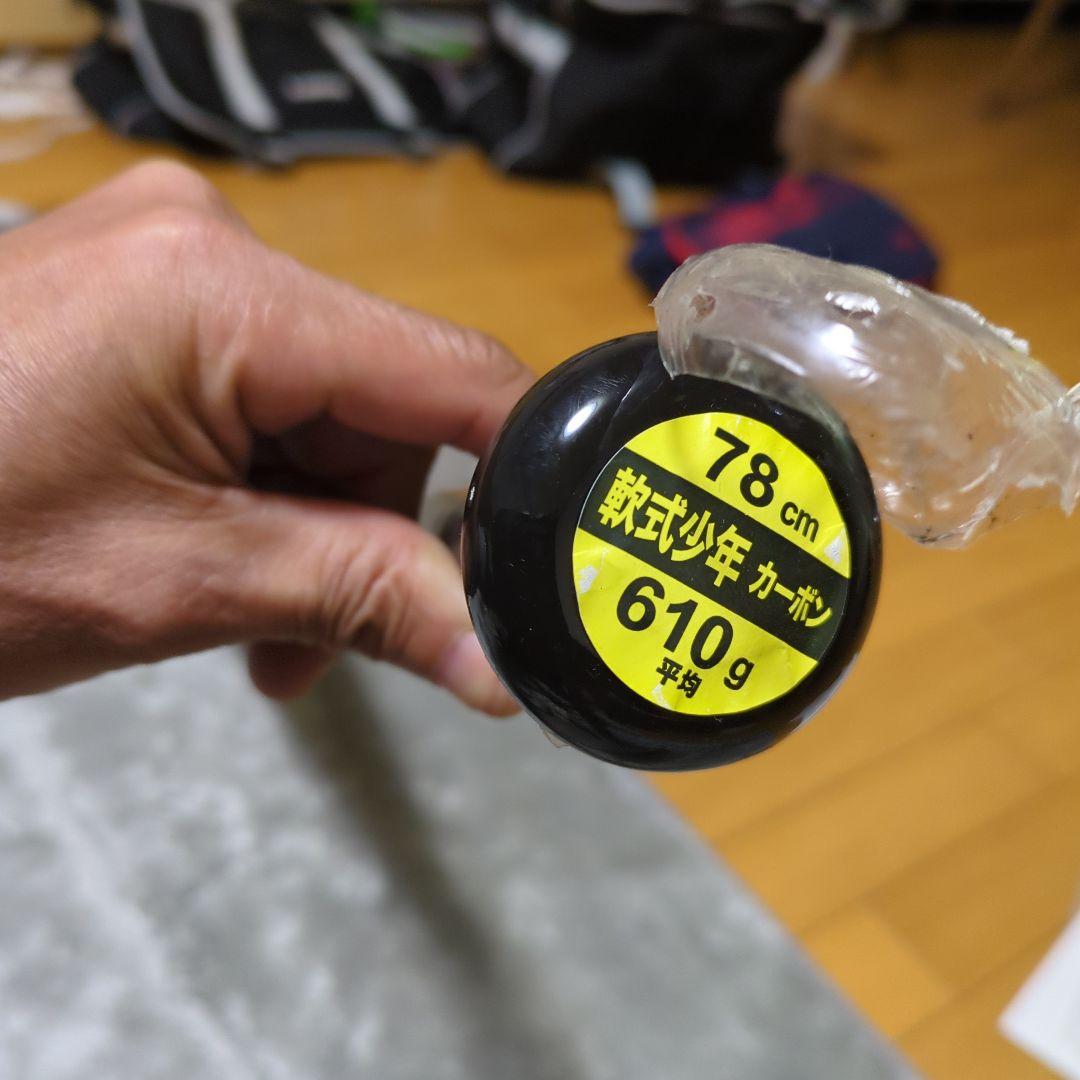 78cm
軟式少年 カーボン
610g
平均